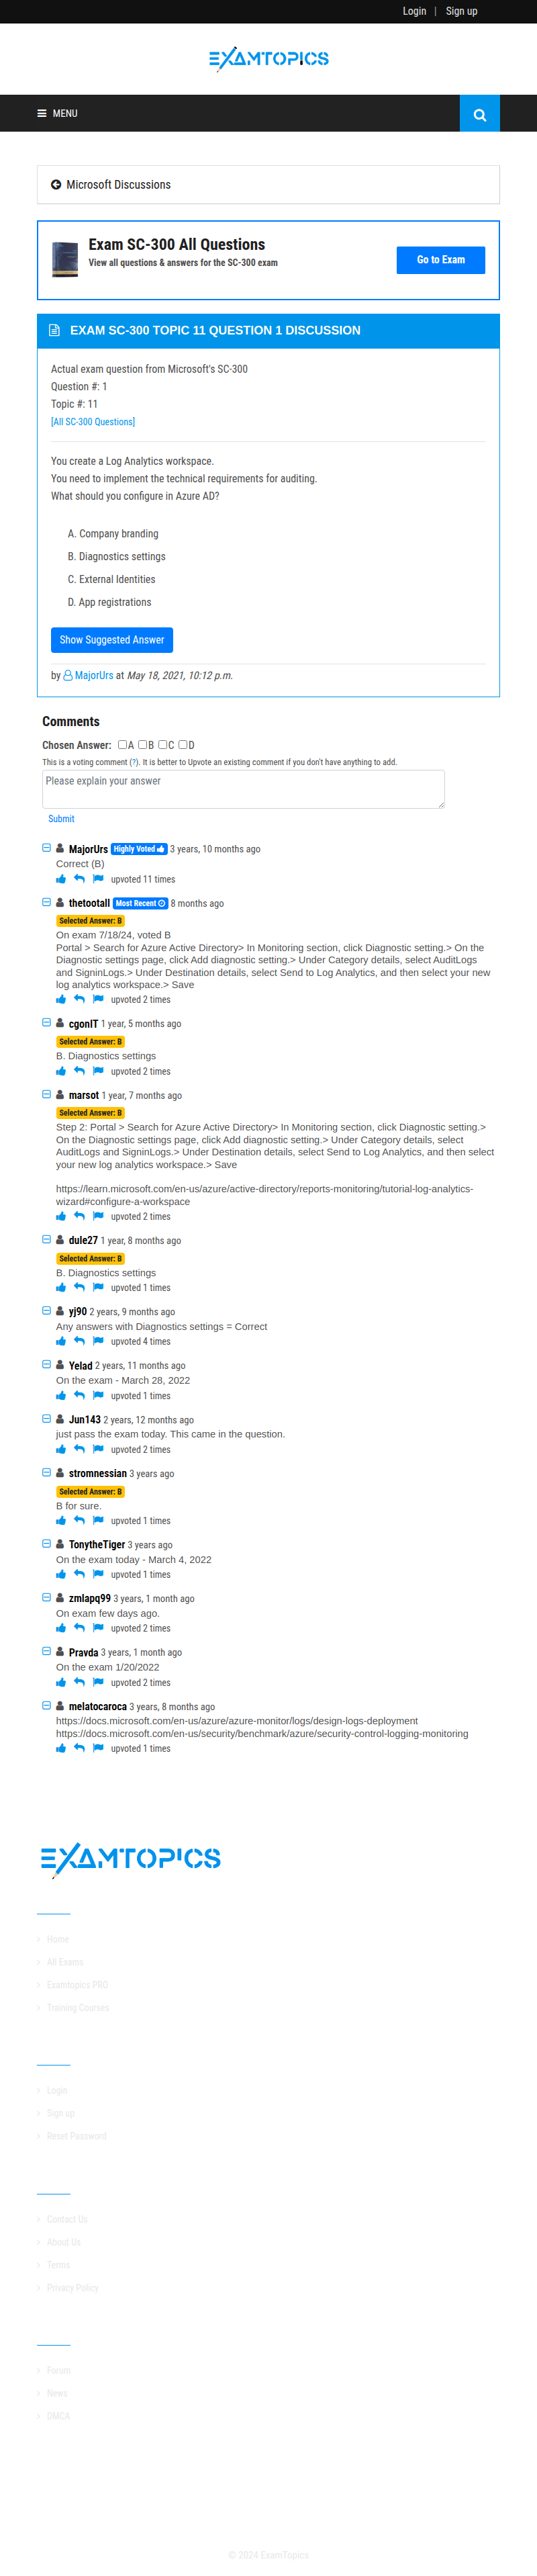 Login | Sign up
EXAMTOPICS
MENU
Microsoft Discussions
Exam SC-300 All Questions
View all questions & answers for the SC-300 exam
Go to Exam
EXAM SC-300 TOPIC 11 QUESTION 1 DISCUSSION
Actual exam question from Microsoft's SC-300
Question #: 1
Topic #: 11
[All SC-300 Questions]
You create a Log Analytics workspace.
You need to implement the technical requirements for auditing.
What should you configure in Azure AD?
A. Company branding
B. Diagnostics settings
C. External Identities
D. App registrations
Show Suggested Answer
by MajorUrs at May 18, 2021, 10:12 p.m.
Comments
Chosen Answer: A B C D
This is a voting comment (?). It is better to Upvote an existing comment if you don't have anything to add.
Please explain your answer
Submit
MajorUrs Highly Voted 3 years, 10 months ago
Correct (B)
upvoted 11 times
thetootall Most Recent 8 months ago
Selected Answer: B
On exam 7/18/24, voted B
Portal > Search for Azure Active Directory> In Monitoring section, click Diagnostic setting.> On the
Diagnostic settings page, click Add diagnostic setting.> Under Category details, select AuditLogs
and SigninLogs.> Under Destination details, select Send to Log Analytics, and then select your new
log analytics workspace.> Save
upvoted 2 times
cgonIT 1 year, 5 months ago
Selected Answer: B
B. Diagnostics settings
upvoted 2 times
marsot 1 year, 7 months ago
Selected Answer: B
Step 2: Portal > Search for Azure Active Directory> In Monitoring section, click Diagnostic setting.>
On the Diagnostic settings page, click Add diagnostic setting.> Under Category details, select
AuditLogs and SigninLogs.> Under Destination details, select Send to Log Analytics, and then select
your new log analytics workspace.> Save
https://learn.microsoft.com/en-us/azure/active-directory/reports-monitoring/tutorial-log-analytics-
wizard#configure-a-workspace
upvoted 2 times
dule27 1 year, 8 months ago
Selected Answer: B
B. Diagnostics settings
upvoted 1 times
yj90 2 years, 9 months ago
Any answers with Diagnostics settings = Correct
upvoted 4 times
Yelad 2 years, 11 months ago
On the exam - March 28, 2022
upvoted 1 times
Jun143 2 years, 12 months ago
just pass the exam today. This came in the question.
upvoted 2 times
stromnessian 3 years ago
Selected Answer: B
B for sure.
upvoted 1 times
TonytheTiger 3 years ago
On the exam today - March 4, 2022
upvoted 1 times
zmlapq99 3 years, 1 month ago
On exam few days ago.
upvoted 2 times
Pravda 3 years, 1 month ago
On the exam 1/20/2022
upvoted 2 times
melatocaroca 3 years, 8 months ago
https://docs.microsoft.com/en-us/azure/azure-monitor/logs/design-logs-deployment
https://docs.microsoft.com/en-us/security/benchmark/azure/security-control-logging-monitoring
upvoted 1 times
EXAMTOPICS
Home
All Exams
Examtopics PRO
Training Courses
Login
Sign up
Reset Password
Contact Us
About Us
Terms
Privacy Policy
Forum
News
DMCA
© 2024 ExamTopics